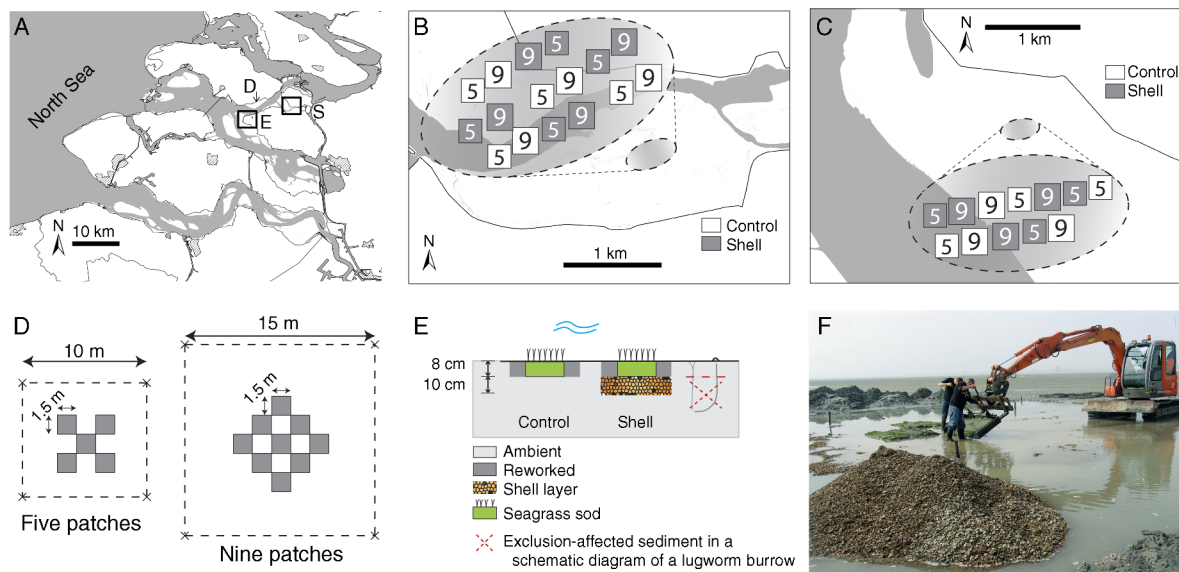 A
North Sea
D
E
S
N
10 km
B
9 5 9
5
5 9 9 5 5 9
5 9 9 5 9
5
Control
Shell
N
1 km
C
N
1 km
Control
Shell
5 9 9 5 9 5 5
5 9 9 5 9
D
10 m
1.5 m
Five patches
15 m
1.5 m
Nine patches
E
8 cm
10 cm
Control
Shell
Ambient
Reworked
Shell layer
Seagrass sod
Exclusion-affected sediment in a
schematic diagram of a lugworm burrow
F